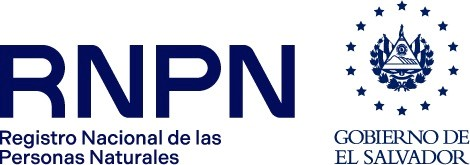 RNPN
Registro Nacional de las
Personas Naturales
GOBIERNO DE
EL SALVADOR